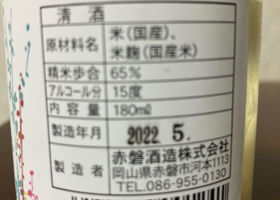 清酒
原材料名 米(国産)、
米麹(国産米)
精米歩合 65%
アルコール分 15度
内容量 180ml
製造年月 2022.5.
製造者 赤磐酒造株式会社
岡山県赤磐市河本1113
TEL.086-955-0130